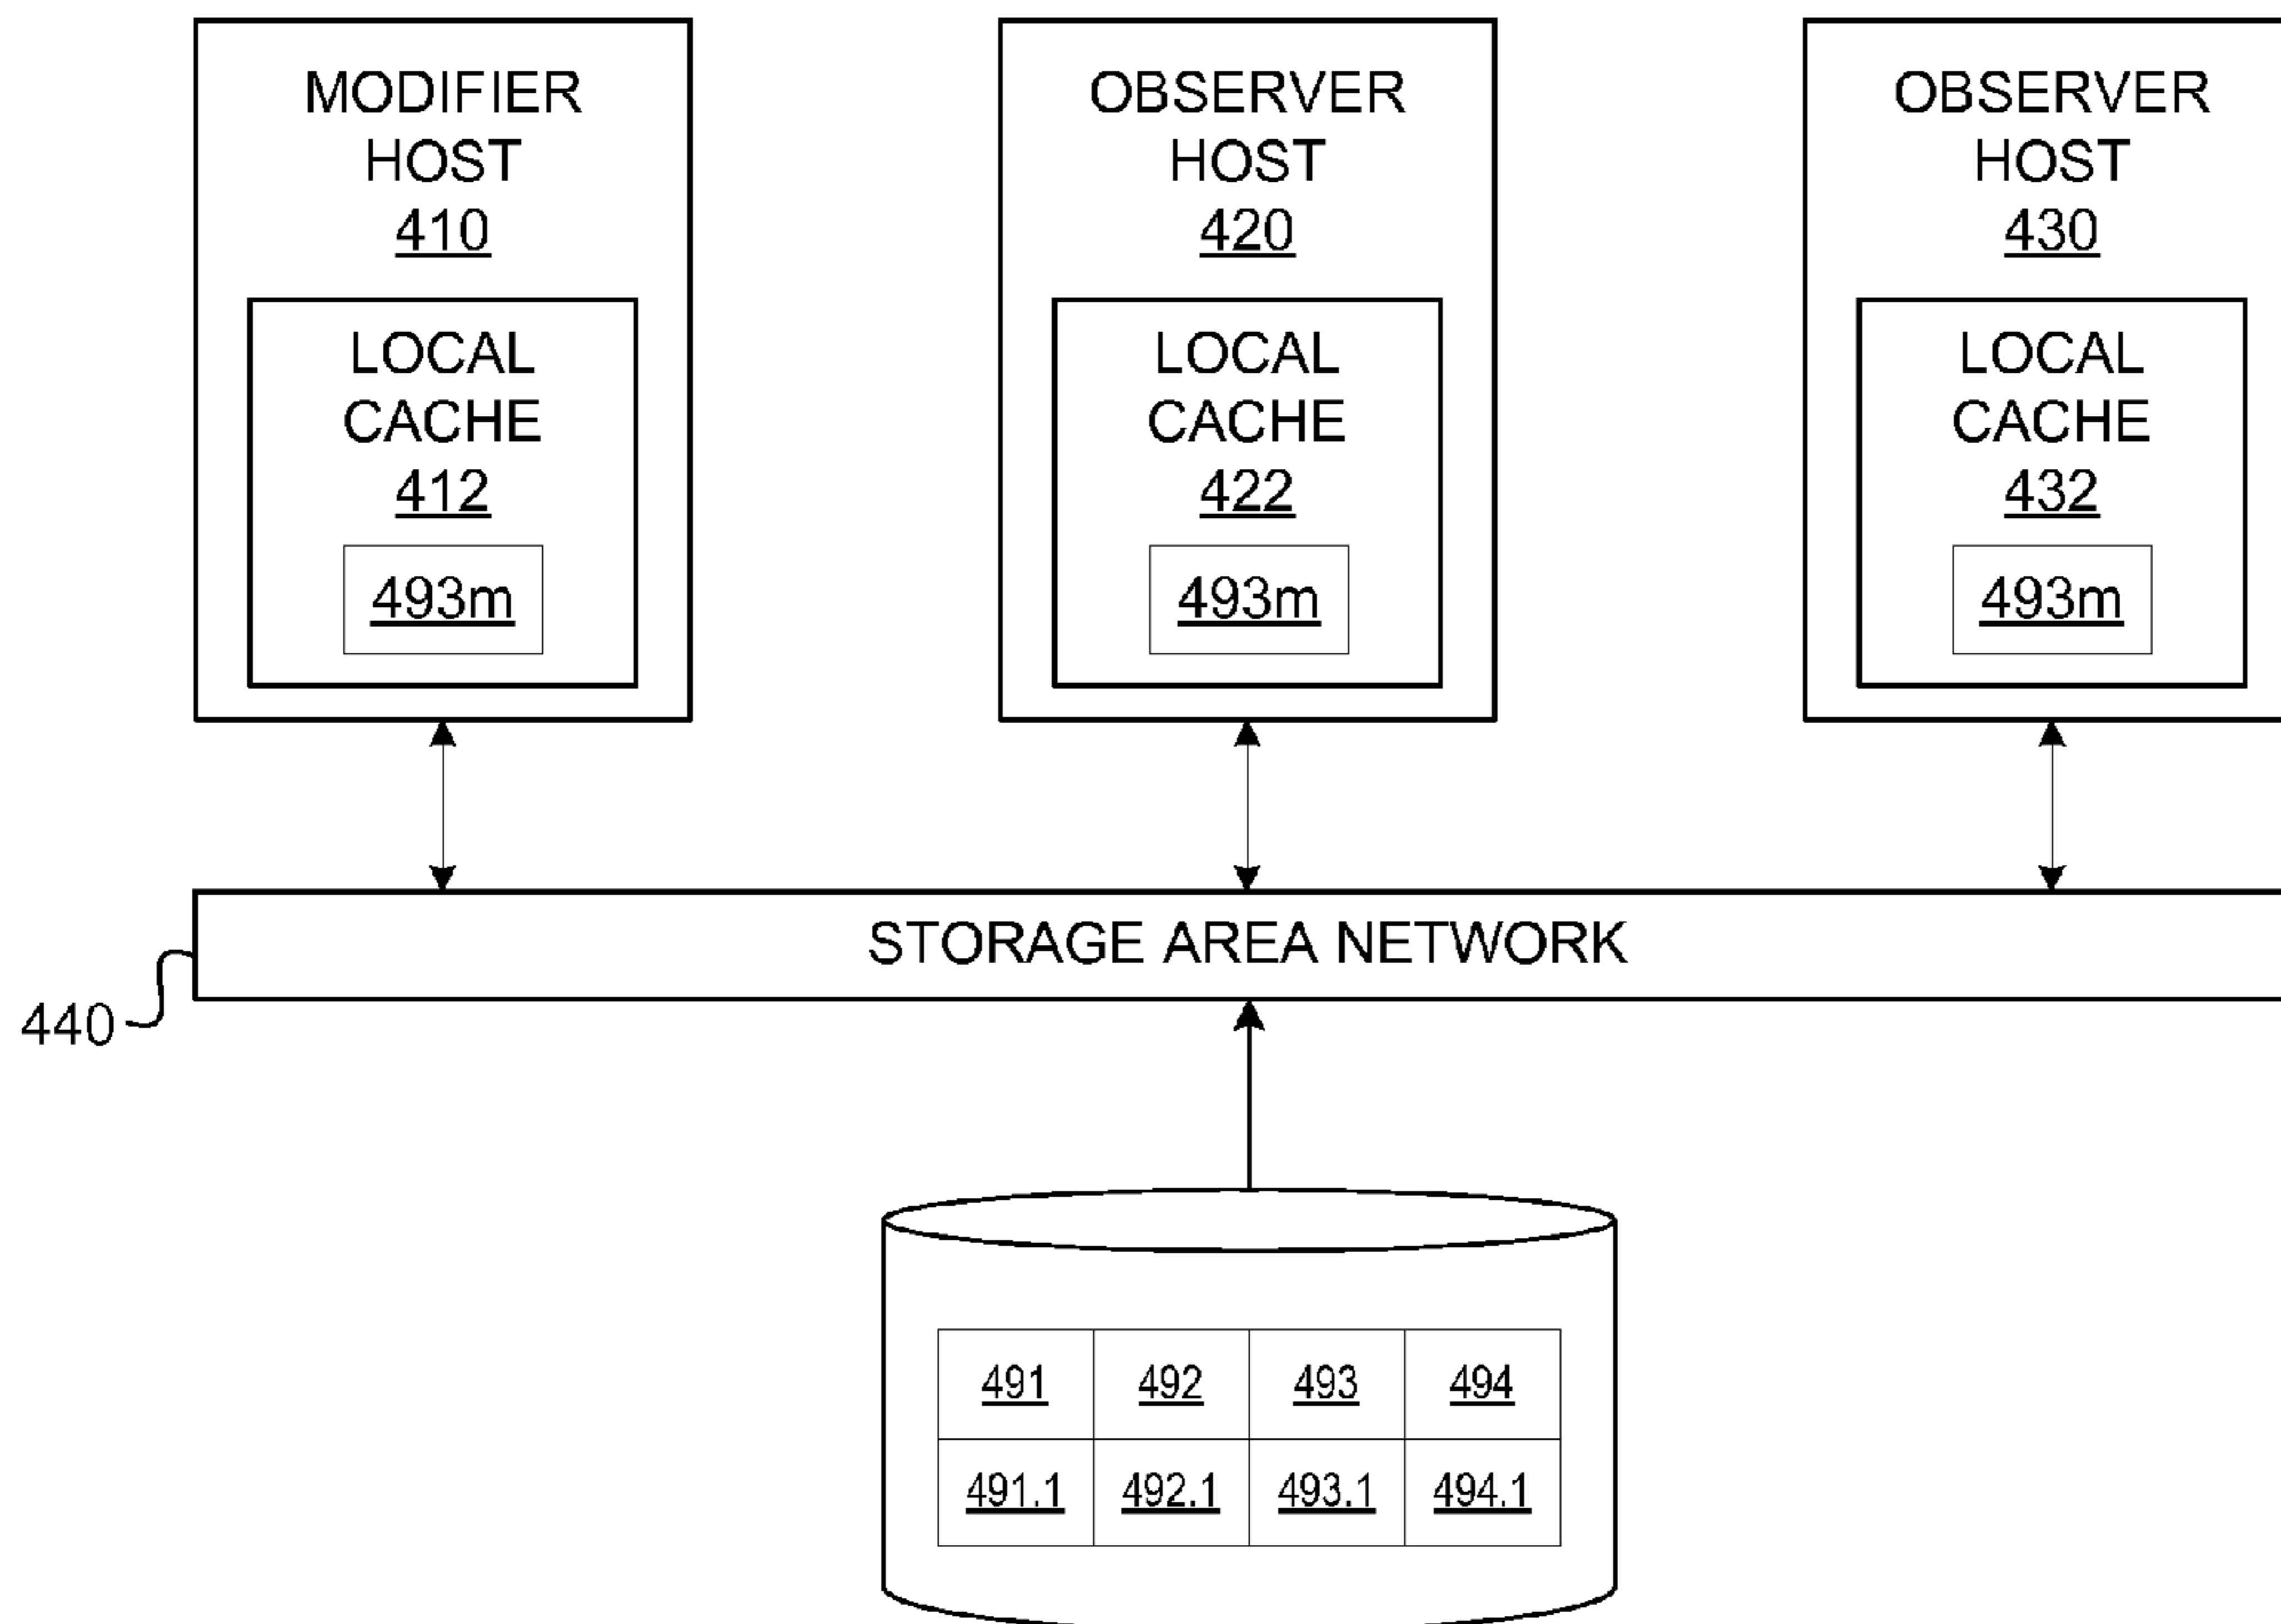 MODIFIER
HOST
410
LOCAL
CACHE
412
493m
OBSERVER
HOST
420
LOCAL
CACHE
422
493m
OBSERVER
HOST
430
LOCAL
CACHE
432
493m
STORAGE AREA NETWORK
440
491 492 493 494
491.1 492.1 493.1 494.1